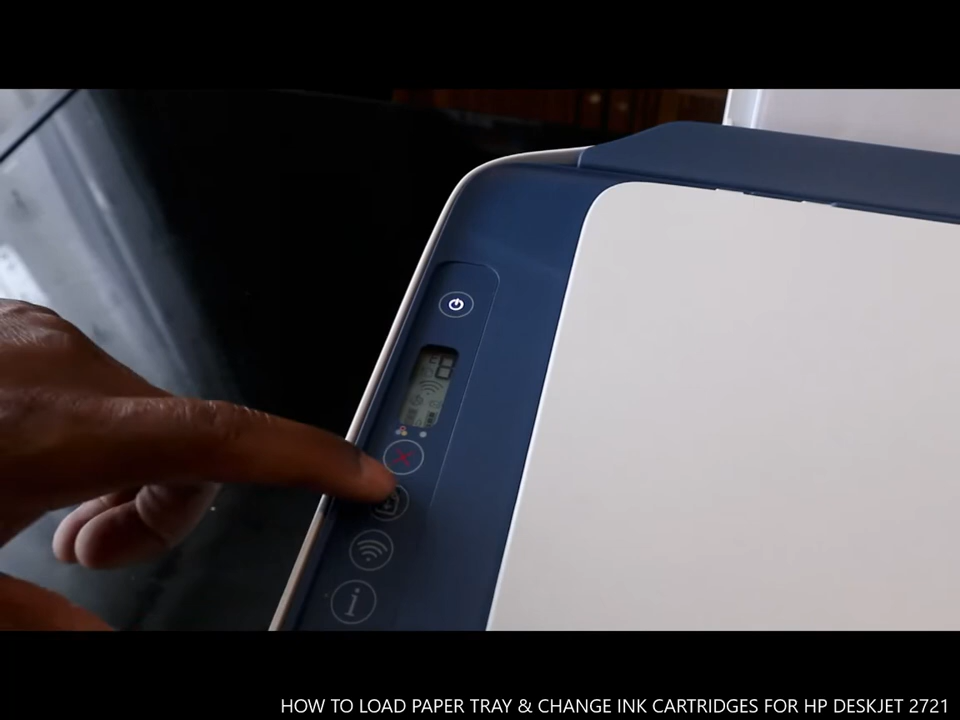 i
HOW TO LOAD PAPER TRAY & CHANGE INK CARTRIDGES FOR HP DESKJET 2721